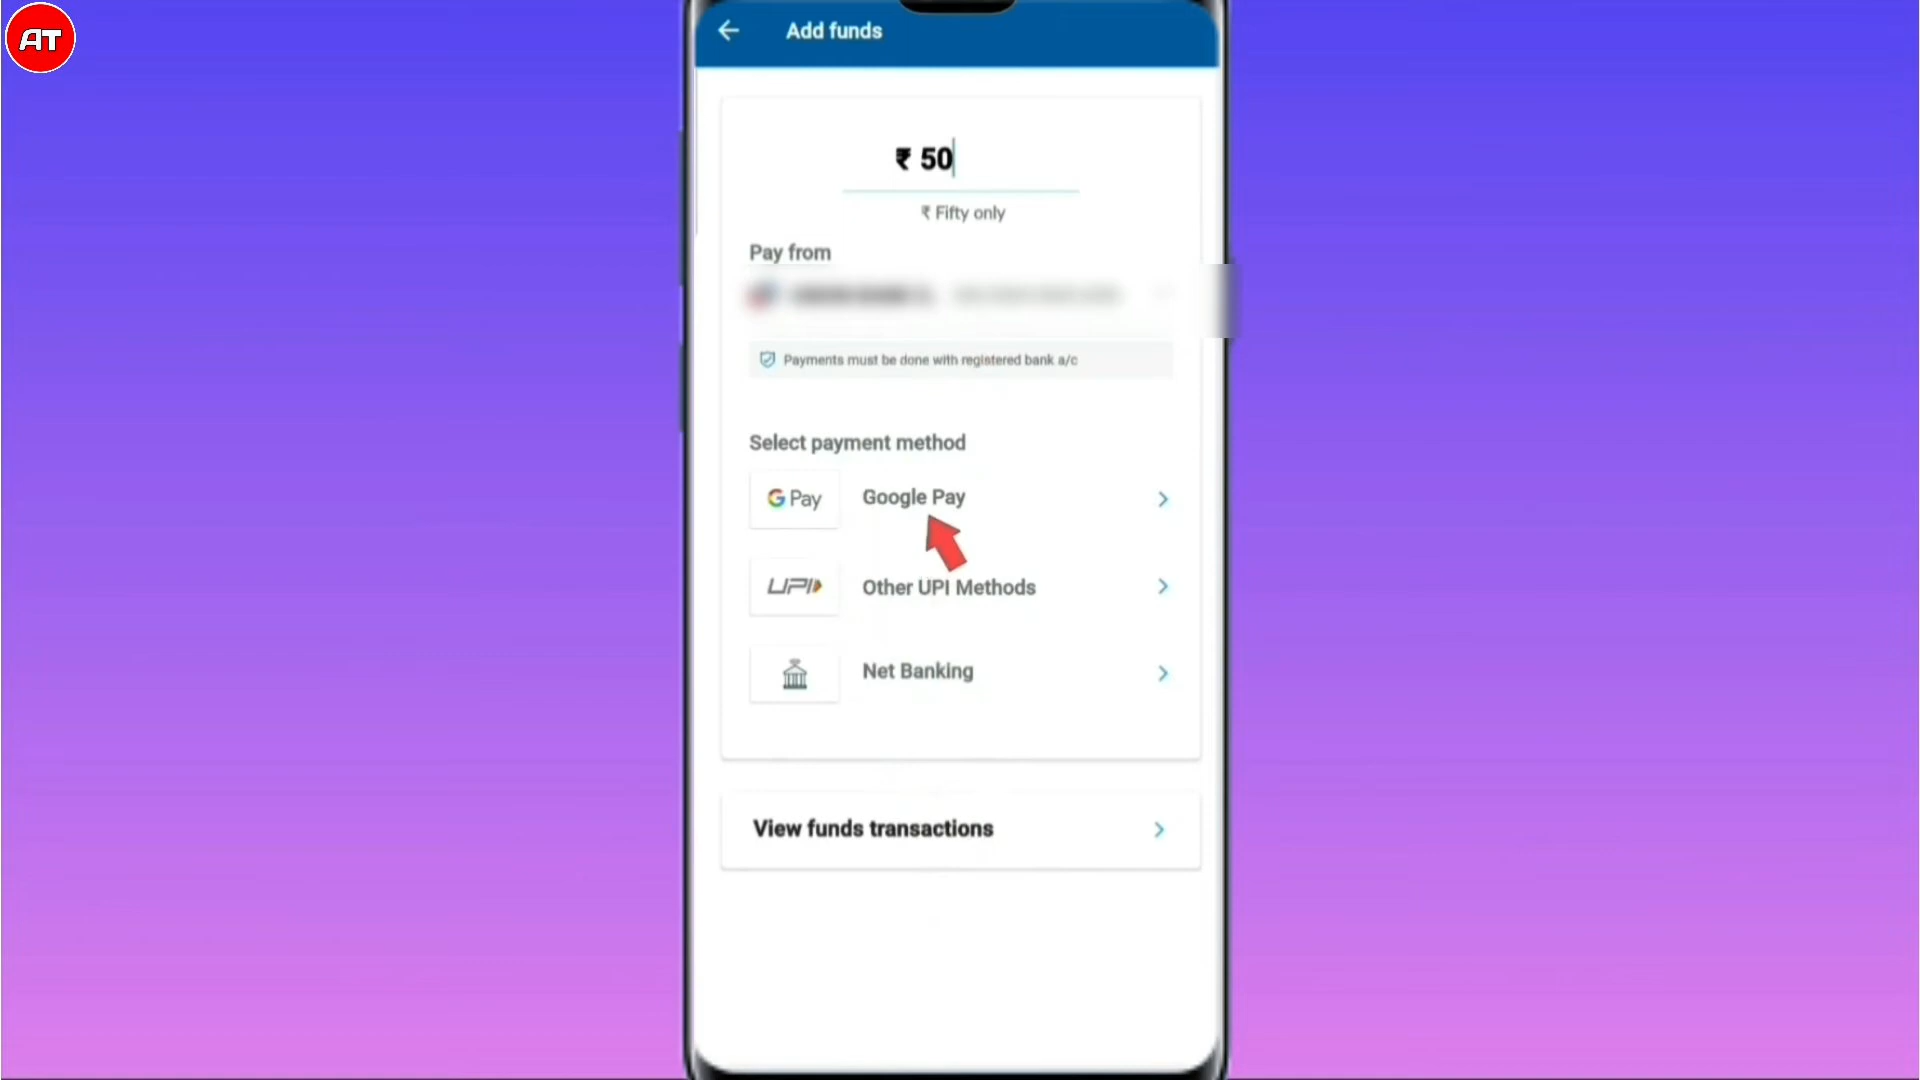 AT
Add funds
₹ 50
₹ Fifty only
Pay from
Payments must be done with registered bank a/c
Select payment method
G Pay Google Pay
UPI Other UPI Methods
Net Banking
View funds transactions